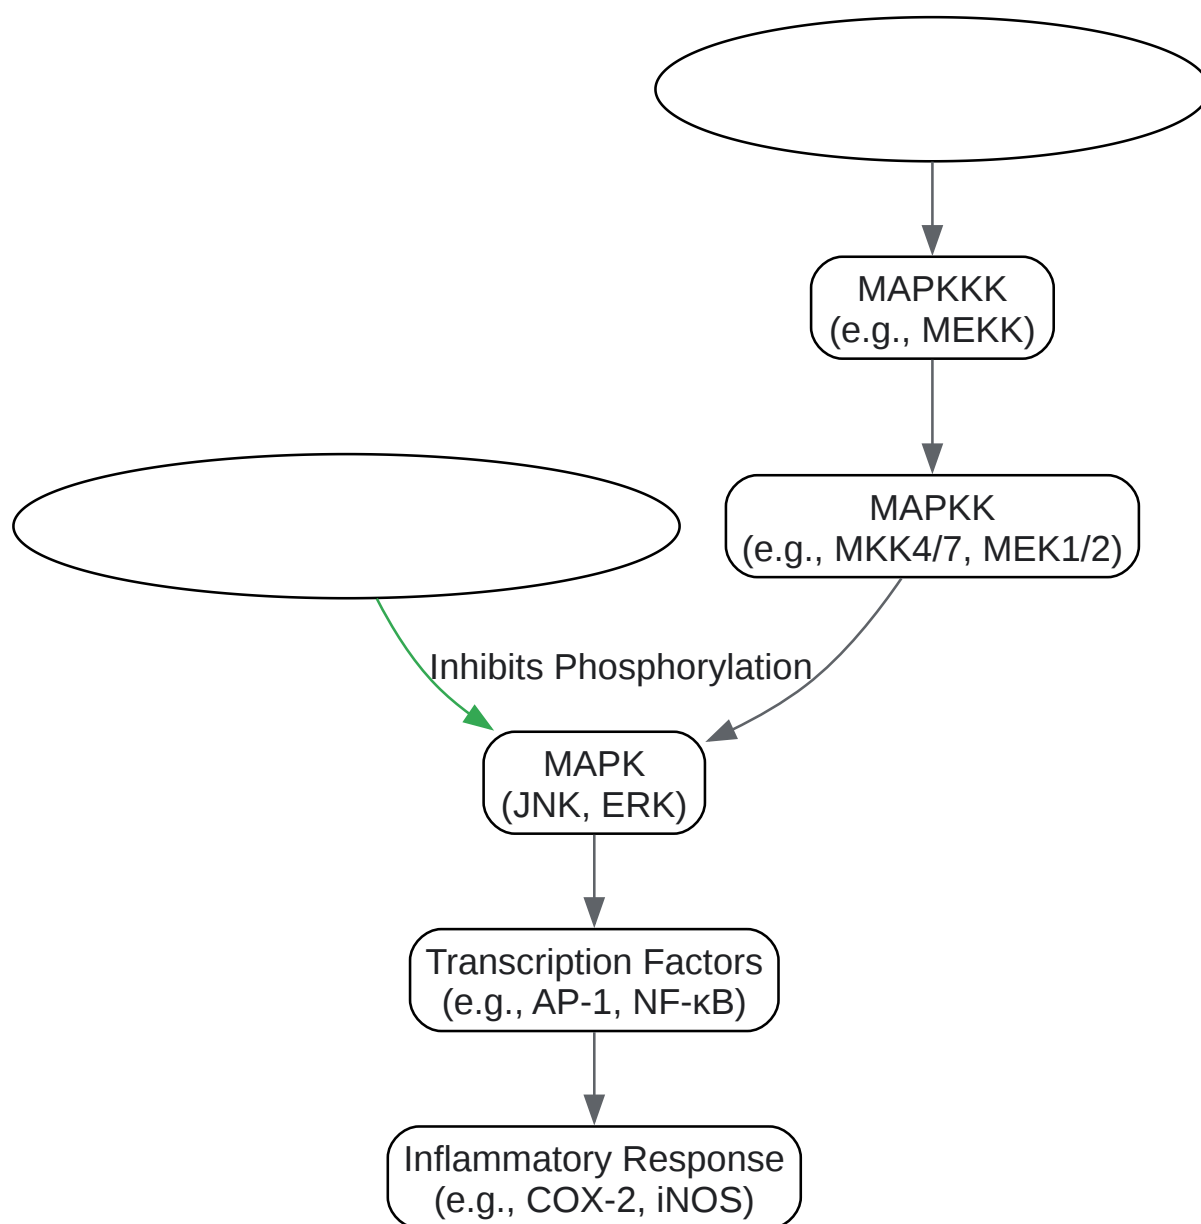 MAPKKK
(e.g., MEKK)
MAPKK
(e.g., MKK4/7, MEK1/2)
Inhibits Phosphorylation
MAPK
(JNK, ERK)
Transcription Factors
(e.g., AP-1, NF-κB)
Inflammatory Response
(e.g., COX-2, iNOS)